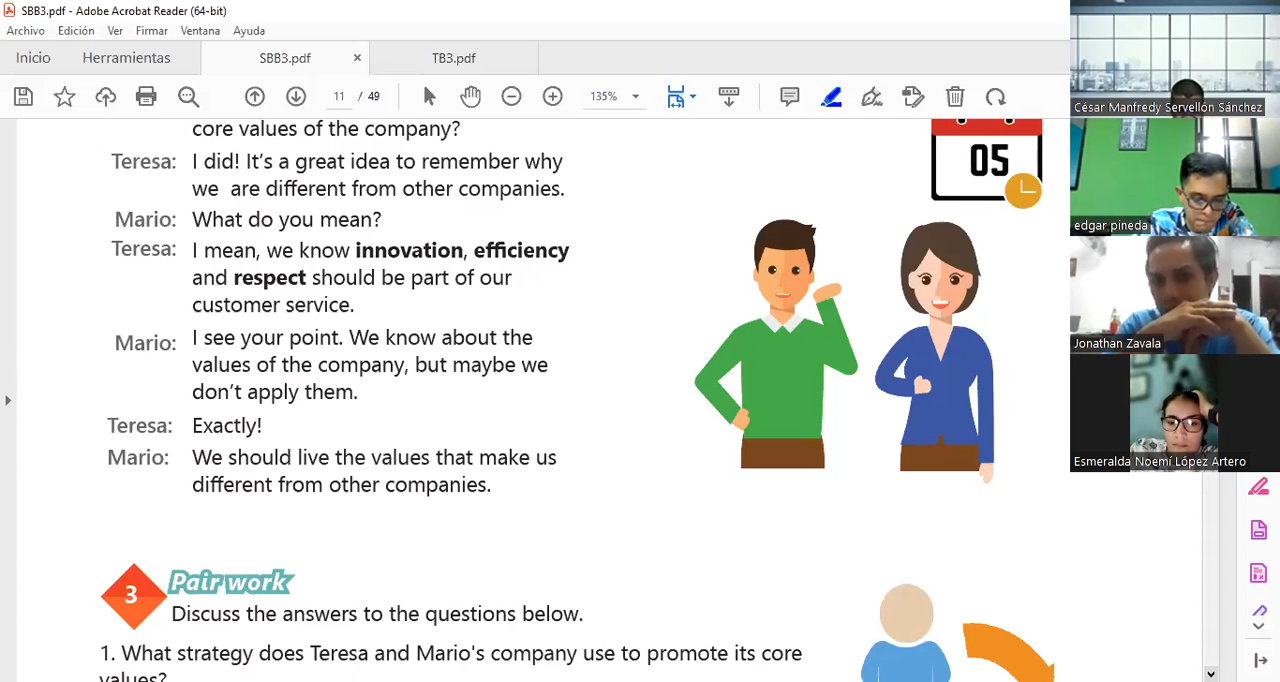 SBB3.pdf - Adobe Acrobat Reader (64-bit)
Archivo Edición Ver Firmar Ventana Ayuda
Inicio Herramientas SBB3.pdf × TB3.pdf
11 / 49 135%
core values of the company?
Teresa: I did! It's a great idea to remember why
we are different from other companies.
Mario: What do you mean?
Teresa: I mean, we know innovation, efficiency
and respect should be part of our
customer service.
Mario: I see your point. We know about the
values of the company, but maybe we
don't apply them.
Teresa: Exactly!
Mario: We should live the values that make us
different from other companies.
05
3 Pair work
Discuss the answers to the questions below.
1. What strategy does Teresa and Mario's company use to promote its core
values?
César Manfredy Servellón Sánchez
edgar pineda
Jonathan Zavala
Esmeralda Noemí López Artero